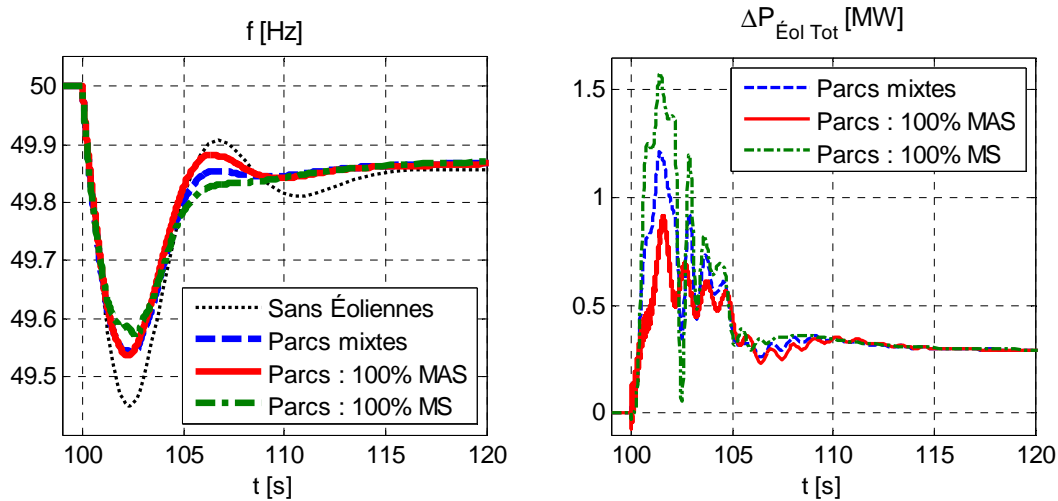 f [Hz]
50
49.9
49.8
49.7
49.6
49.5
100
105
110
115
120
t [s]
Sans Éoliennes
Parcs mixtes
Parcs : 100% MAS
Parcs : 100% MS
ΔP Éol Tot [MW]
1.5
1
0.5
0
100
105
110
115
120
t [s]
Parcs mixtes
Parcs : 100% MAS
Parcs : 100% MS